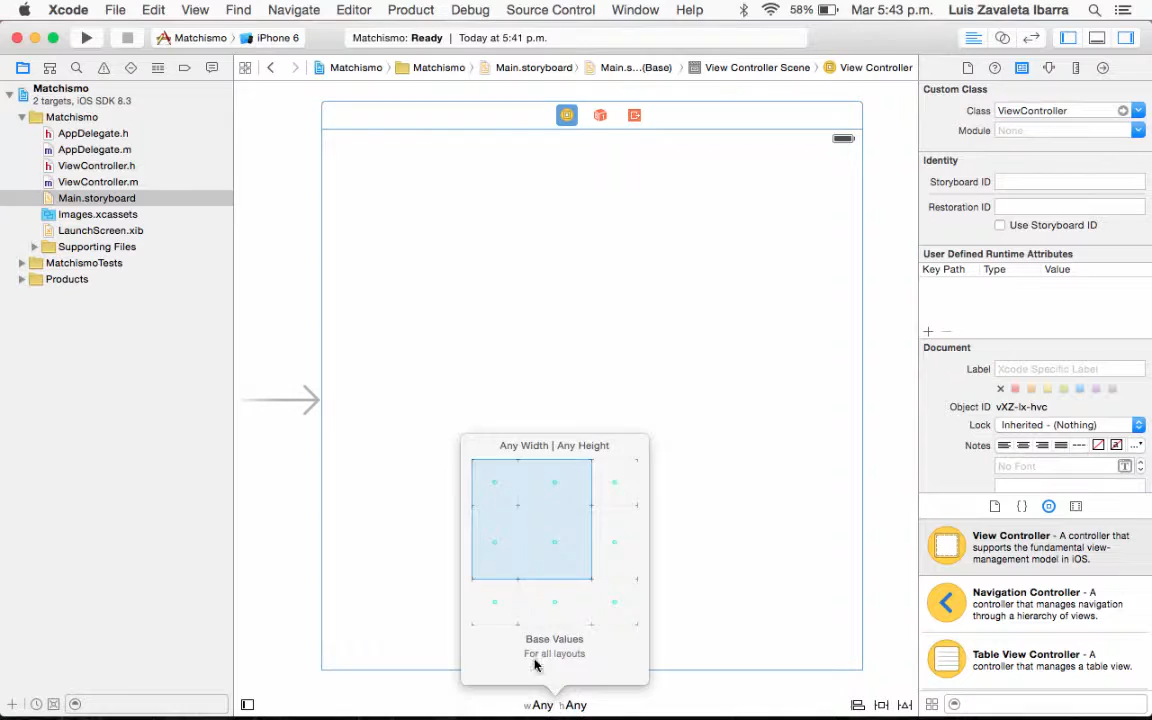 Xcode File Edit View Find Navigate Editor Product Debug Source Control Window Help 58% Mar 5:43 p.m. Luis Zavaleta Ibarra
Matchismo iPhone 6 Matchismo: Ready | Today at 5:41 p.m.
Matchismo Matchismo Main.storyboard Main.s...(Base) View Controller Scene View Controller
Matchismo
2 targets, iOS SDK 8.3
Matchismo
h AppDelegate.h
m AppDelegate.m
h ViewController.h
m ViewController.m
Main.storyboard
Images.xcassets
LaunchScreen.xib
Supporting Files
MatchismoTests
Products
Any Width | Any Height
Base Values
For all layouts
wAny hAny
Custom Class
Class ViewController
Module None
Identity
Storyboard ID
Restoration ID
Use Storyboard ID
User Defined Runtime Attributes
Key Path Type Value
Document
Label Xcode Specific Label
Object ID vXZ-lx-hvc
Lock Inherited - (Nothing)
Notes
No Font
View Controller - A controller that
supports the fundamental view-
management model in iOS.
Navigation Controller - A
controller that manages navigation
through a hierarchy of views.
Table View Controller - A
controller that manages a table view.